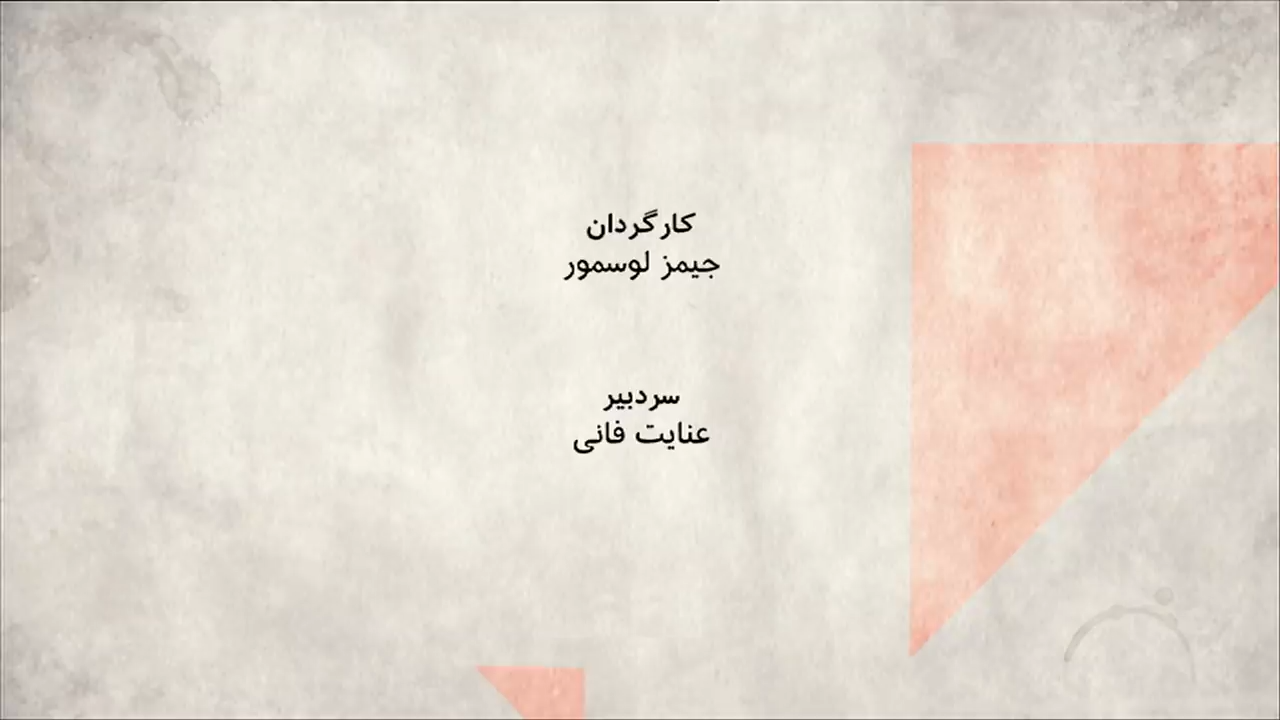 کارگردان
جیمز لوسمور
سردبیر
عنایت فانی